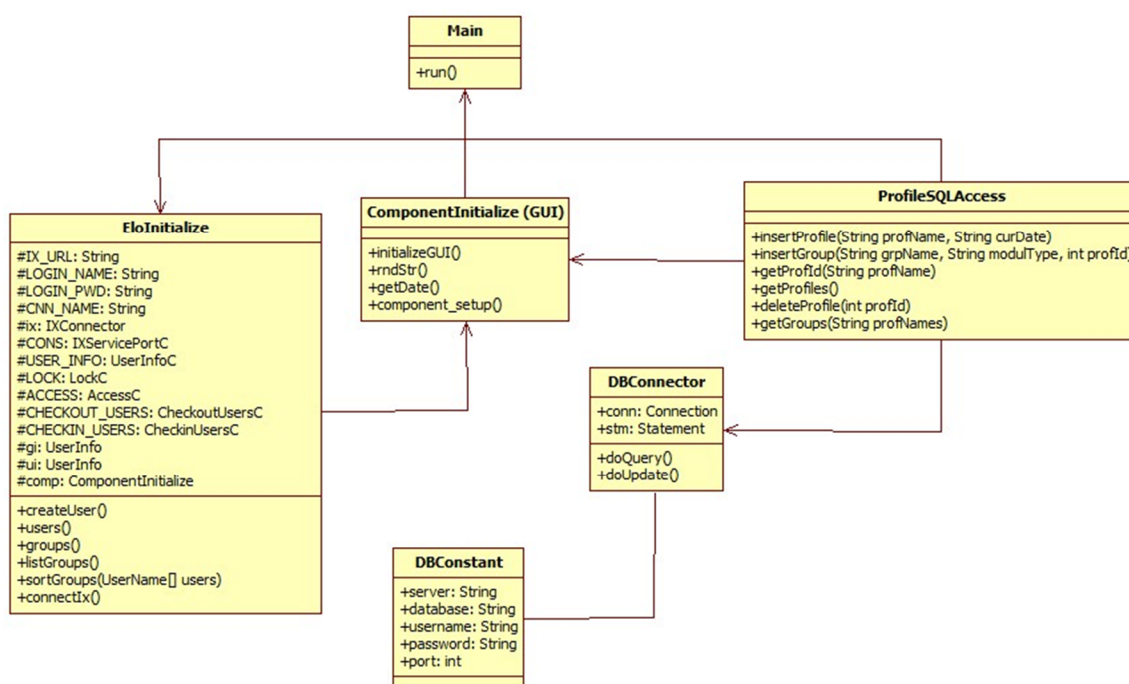 Main
+run()
ComponentInitialize (GUI)
+initializeGUI()
+rndStr()
+getDate()
+component_setup()
ProfileSQLAccess
+insertProfile(String profName, String curDate)
+insertGroup(String grpName, String modulType, int profId)
+getProfId(String profName)
+getProfiles()
+deleteProfile(int profId)
+getGroups(String profNames)
EloInitialize
#IX_URL: String
#LOGIN_NAME: String
#LOGIN_PWD: String
#CNN_NAME: String
#ix: IXConnector
#CONS: IXServicePortC
#USER_INFO: UserInfoC
#LOCK: LockC
#ACCESS: AccessC
#CHECKOUT_USERS: CheckoutUsersC
#CHECKIN_USERS: CheckinUsersC
#gi: UserInfo
#ui: UserInfo
#comp: ComponentInitialize
+createUser()
+users()
+groups()
+listGroups()
+sortGroups(UserName[] users)
+connectIx()
DBConnector
+conn: Connection
+stm: Statement
+doQuery()
+doUpdate()
DBConstant
+server: String
+database: String
+username: String
+password: String
+port: int